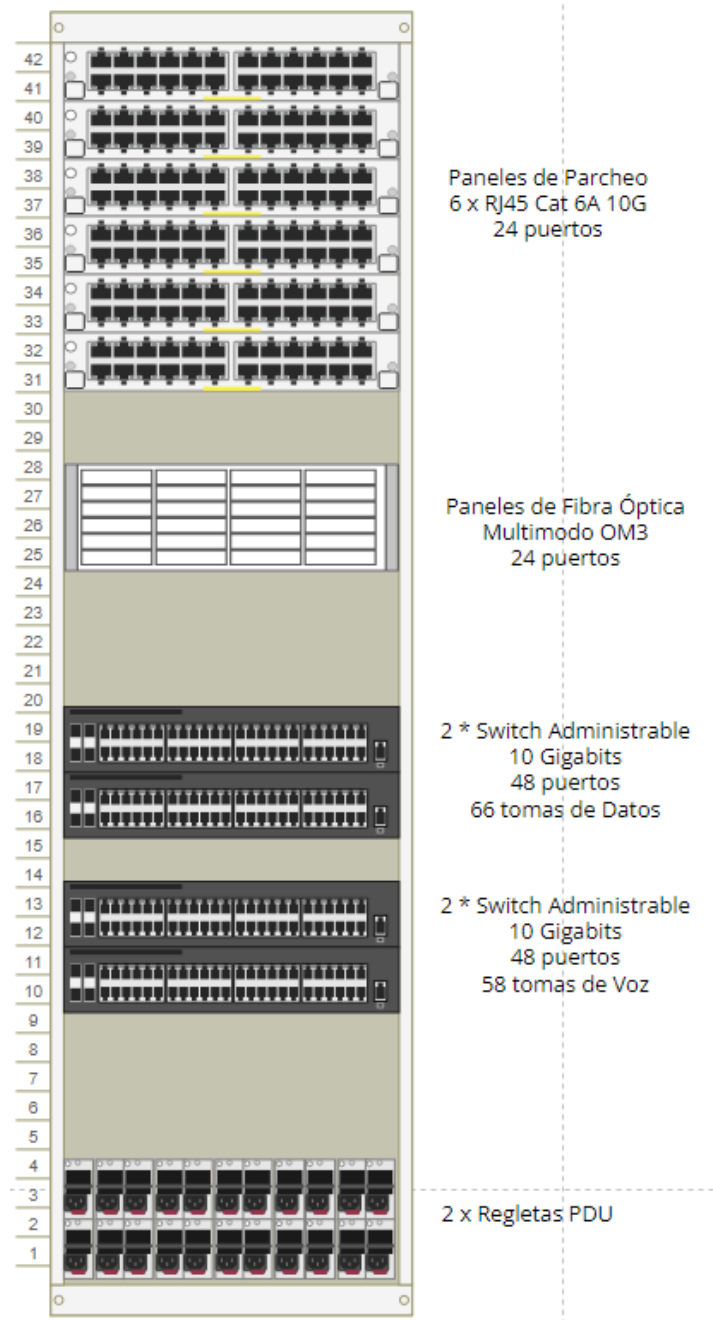 42
41
40
39
38
37
36
35
34
33
32
31
30
29
28
27
26
25
24
23
22
21
20
19
18
17
16
15
14
13
12
11
10
9
8
7
6
5
4
3
2
1
Paneles de Parcheo
6 x RJ45 Cat 6A 10G
24 puertos
Paneles de Fibra Óptica
Multimodo OM3
24 puertos
2 * Switch Administrable
10 Gigabits
48 puertos
66 tomas de Datos
2 * Switch Administrable
10 Gigabits
48 puertos
58 tomas de Voz
2 x Regletas PDU